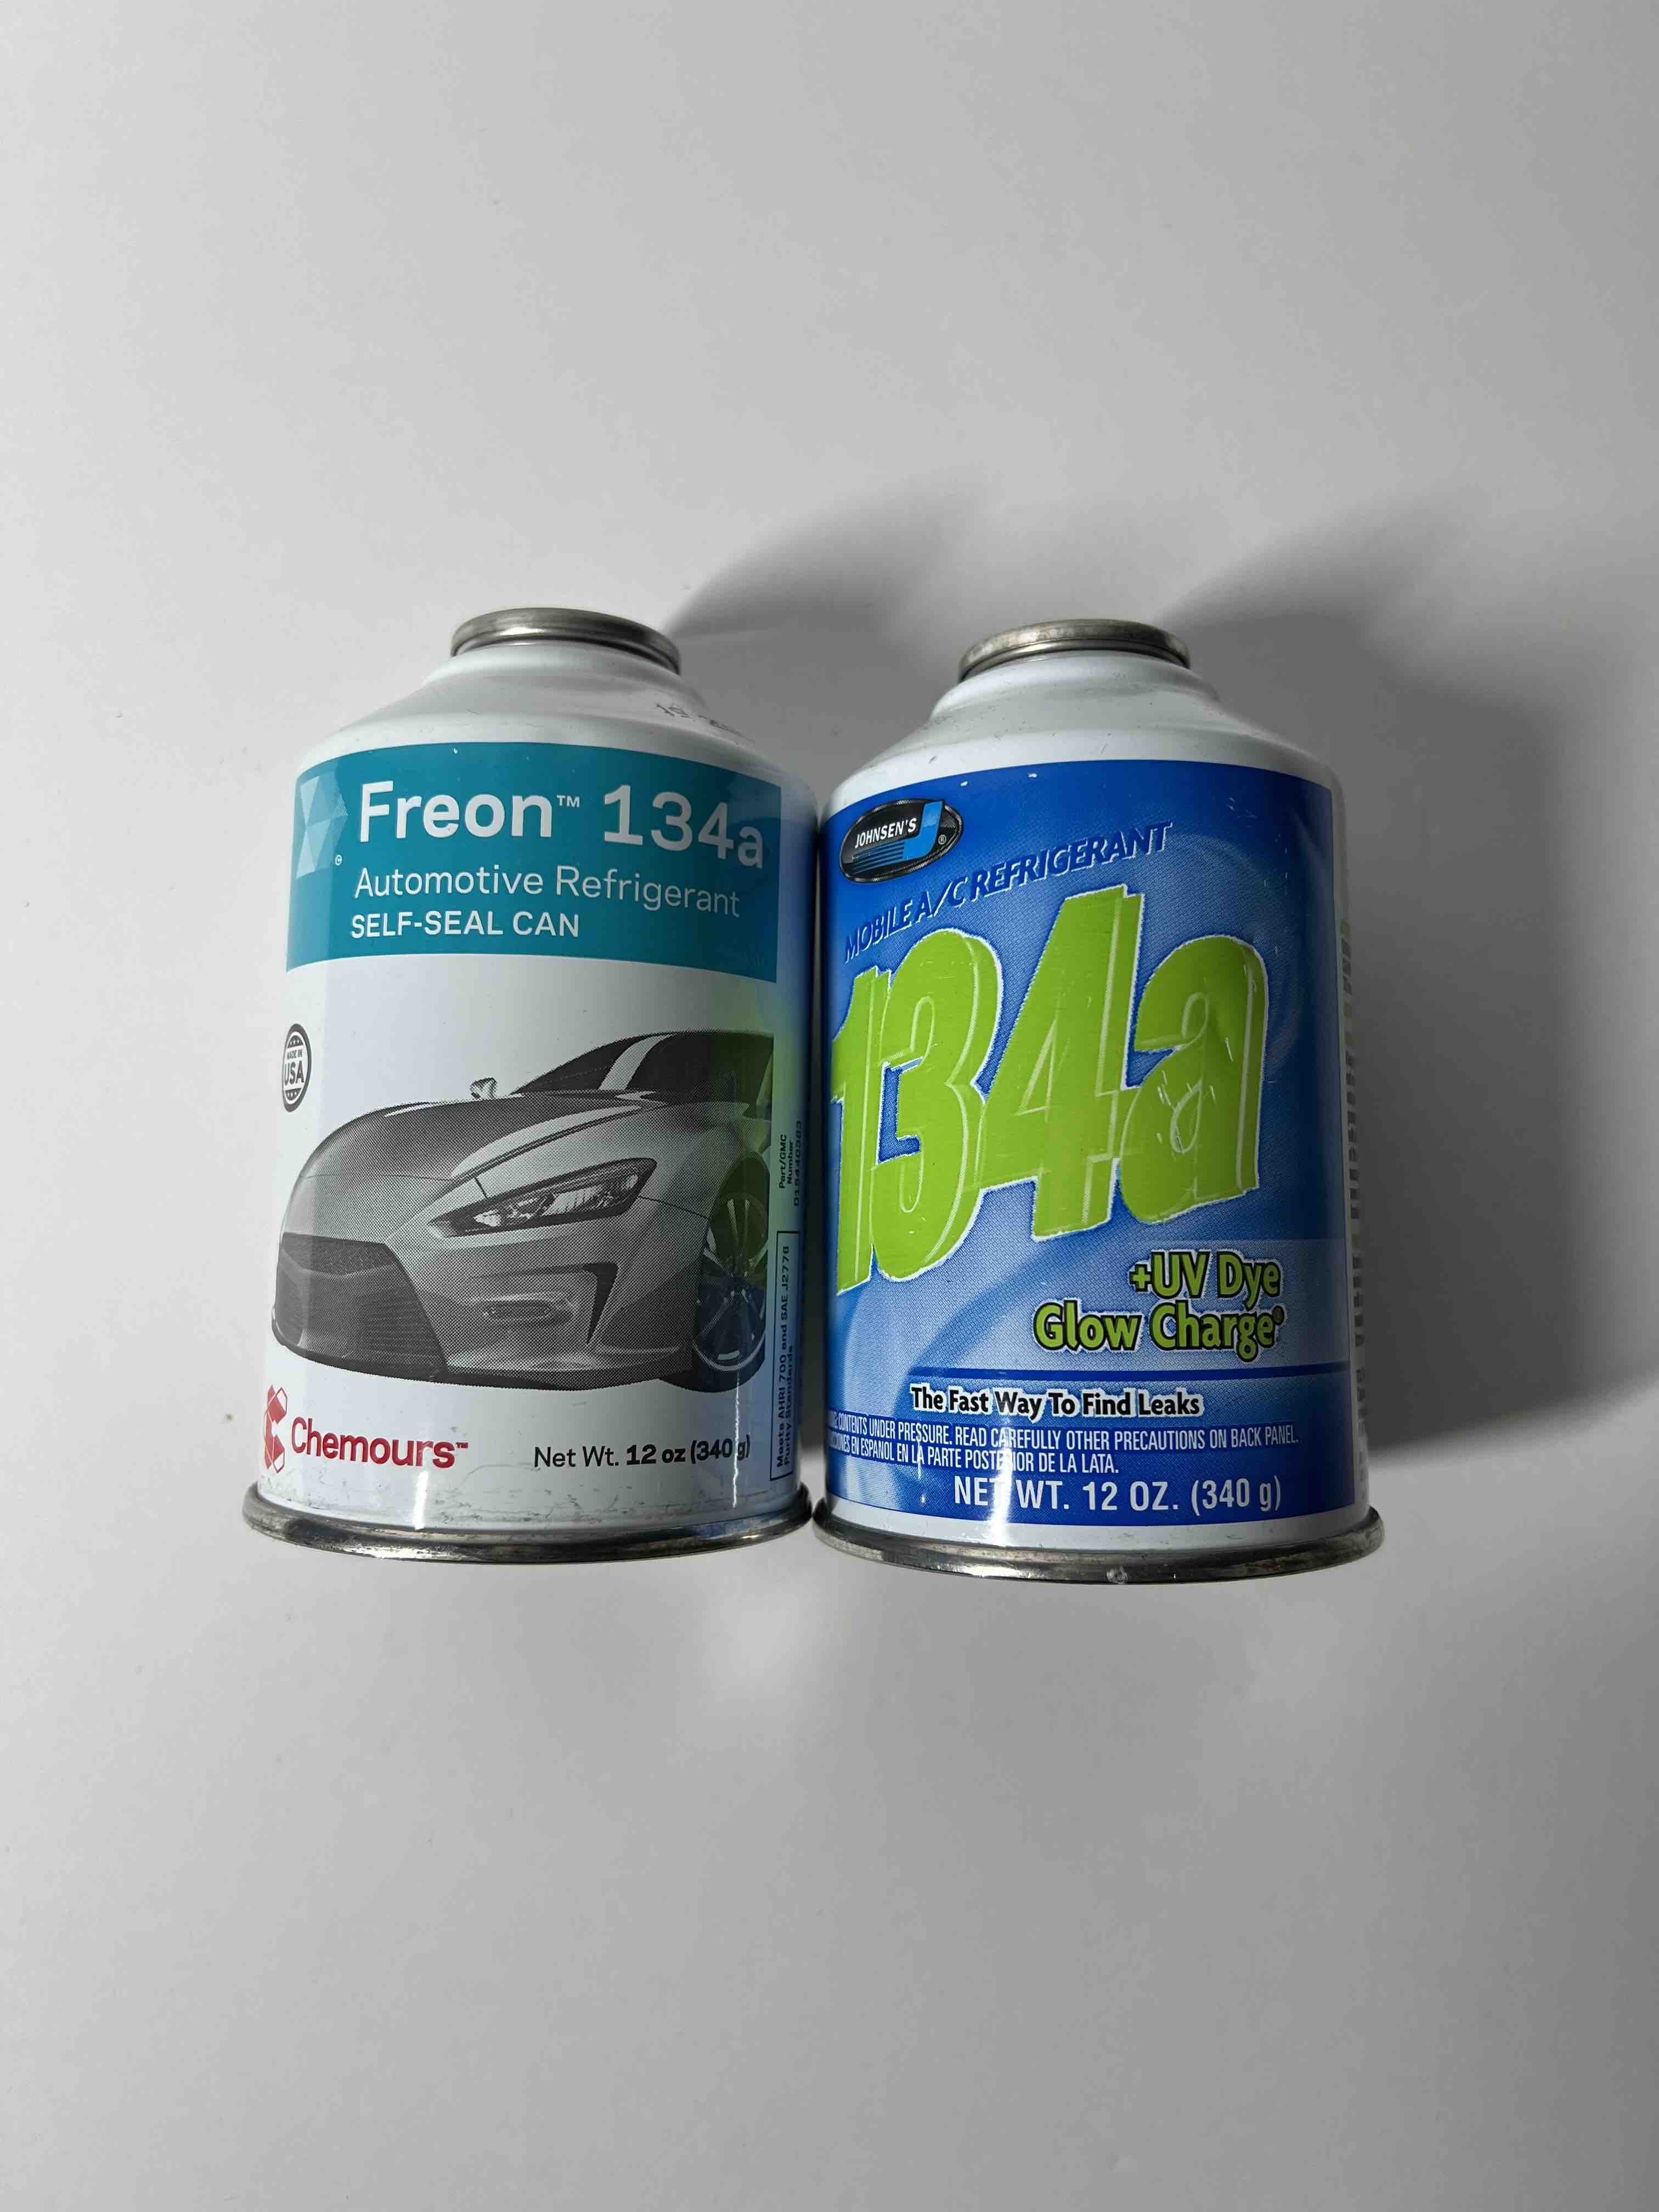 Freon™ 134a
Automotive Refrigerant
SELF-SEAL CAN
MADE IN
USA
Part/GMC
Number
Meets AHRI 700 and SAE J2776
Purity Standards
Chemours™
Net Wt. 12 oz (340 g)
JOHNSEN'S ®
MOBILE A/C REFRIGERANT
134a
+UV Dye
Glow Charge®
The Fast Way To Find Leaks
CONTENTS UNDER PRESSURE. READ CAREFULLY OTHER PRECAUTIONS ON BACK PANEL.
EN ESPANOL EN LA PARTE POSTERIOR DE LA LATA.
NET WT. 12 OZ. (340 g)